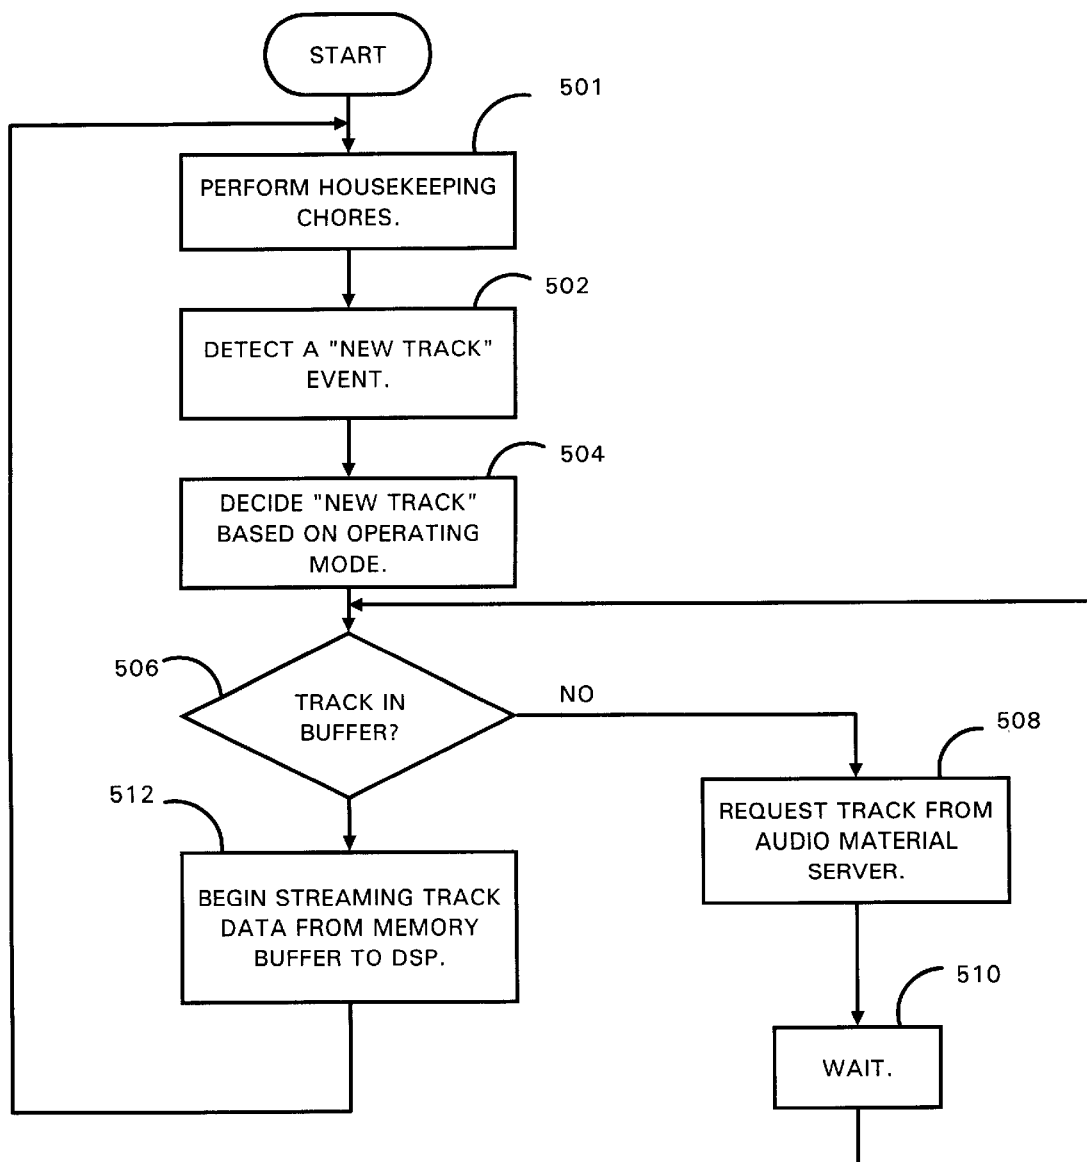 START
501
PERFORM HOUSEKEEPING
CHORES.
502
DETECT A "NEW TRACK"
EVENT.
504
DECIDE "NEW TRACK"
BASED ON OPERATING
MODE.
506
TRACK IN
BUFFER?
NO
508
REQUEST TRACK FROM
AUDIO MATERIAL
SERVER.
512
BEGIN STREAMING TRACK
DATA FROM MEMORY
BUFFER TO DSP.
510
WAIT.